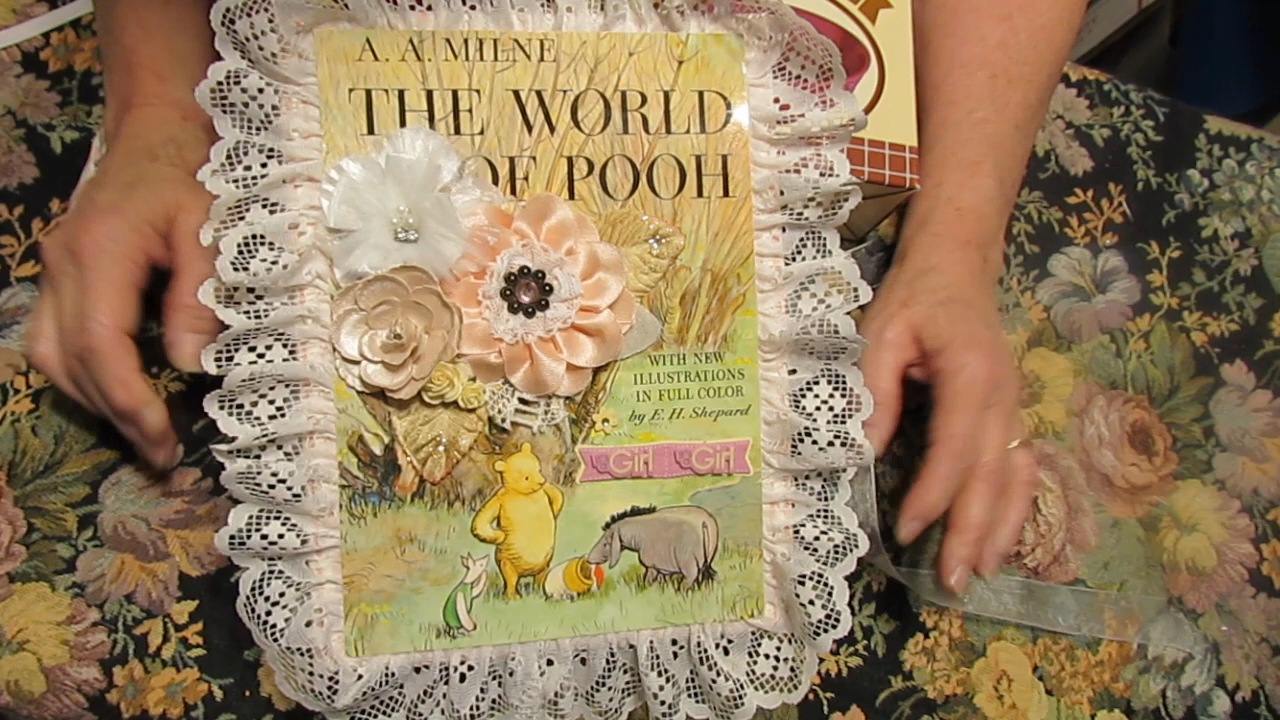 A. A. MILNE
THE WORLD
OF POOH
WITH NEW
ILLUSTRATIONS
IN FULL COLOR
by E. H. Shepard
Girl Girl